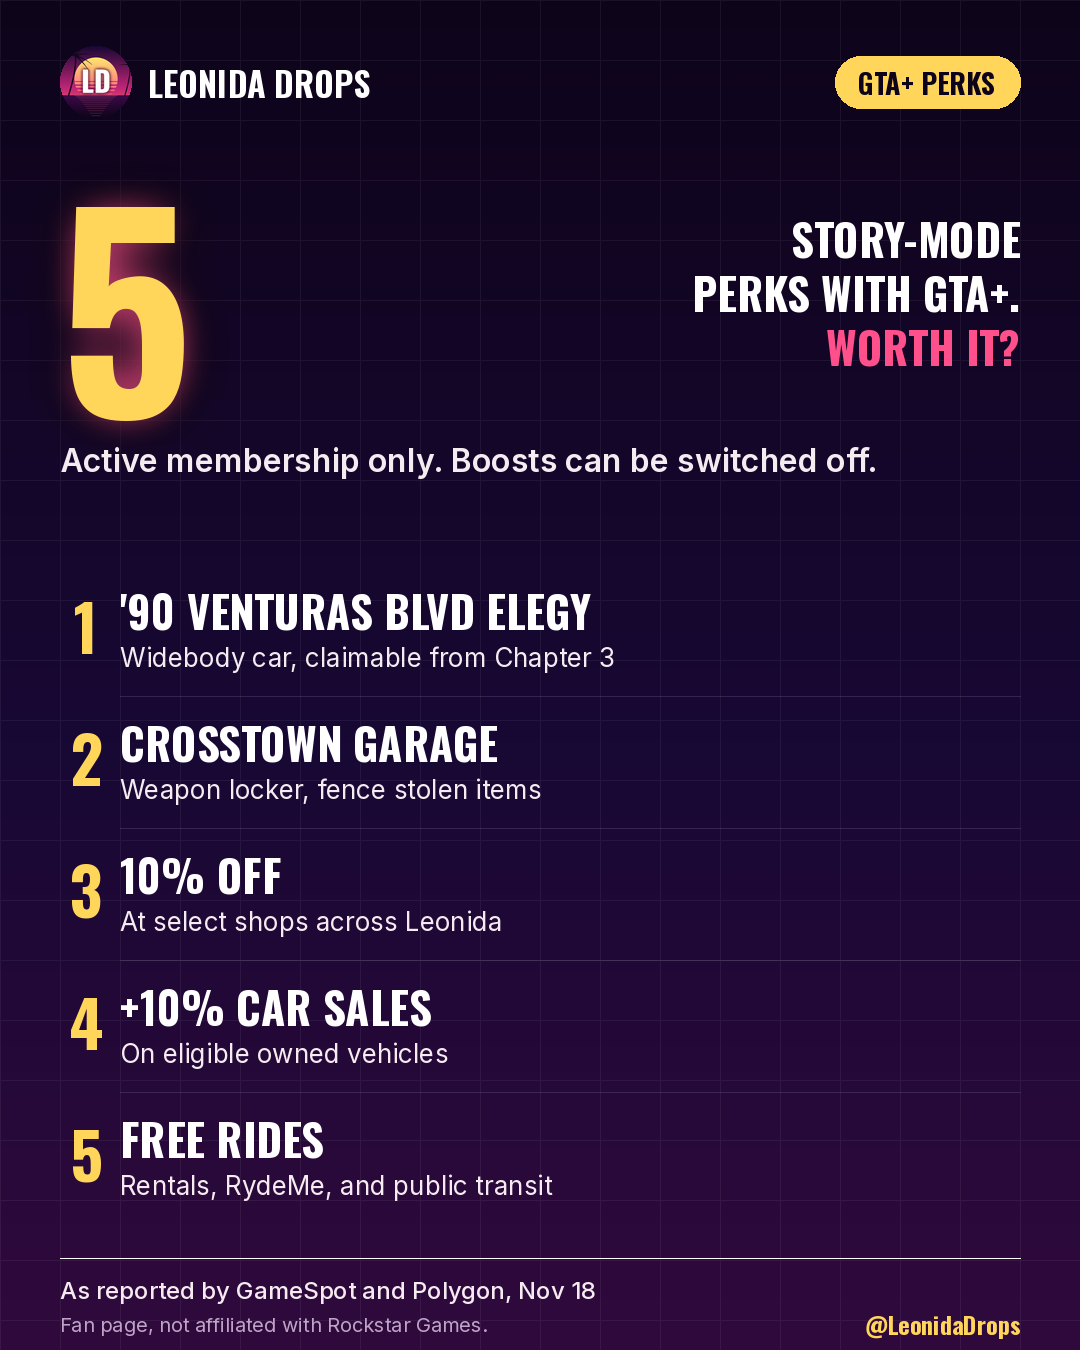 LD
LEONIDA DROPS
GTA+ PERKS
5
STORY-MODE
PERKS WITH GTA+.
WORTH IT?
Active membership only. Boosts can be switched off.
1
'90 VENTURAS BLVD ELEGY
Widebody car, claimable from Chapter 3
2
CROSSTOWN GARAGE
Weapon locker, fence stolen items
3
10% OFF
At select shops across Leonida
4
+10% CAR SALES
On eligible owned vehicles
5
FREE RIDES
Rentals, RydeMe, and public transit
As reported by GameSpot and Polygon, Nov 18
Fan page, not affiliated with Rockstar Games.
@LeonidaDrops